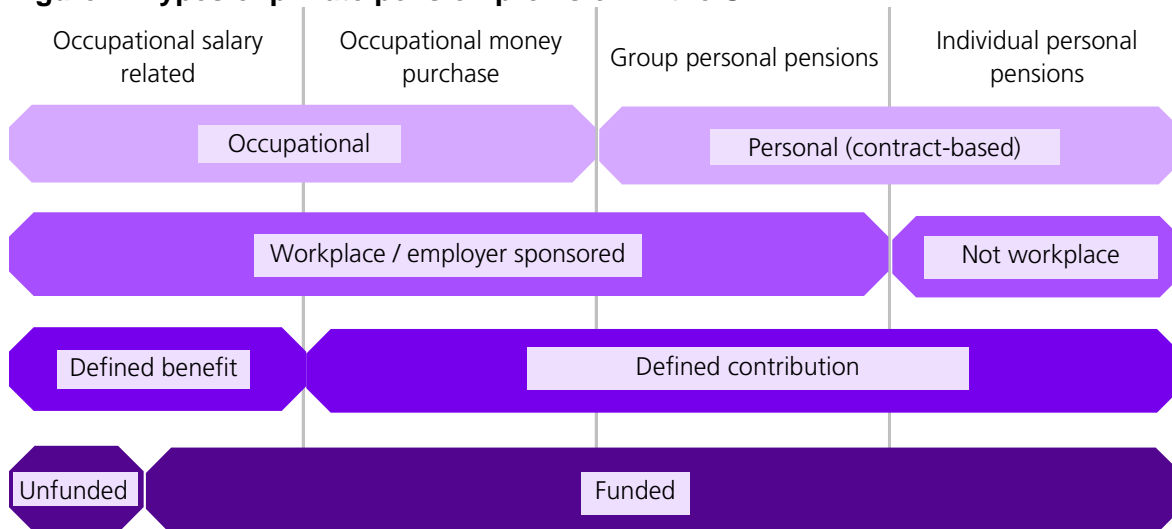 Occupational salary
related
Occupational money
purchase
Group personal pensions
Individual personal
pensions
Occupational
Personal (contract-based)
Workplace / employer sponsored
Not workplace
Defined benefit
Defined contribution
Unfunded
Funded